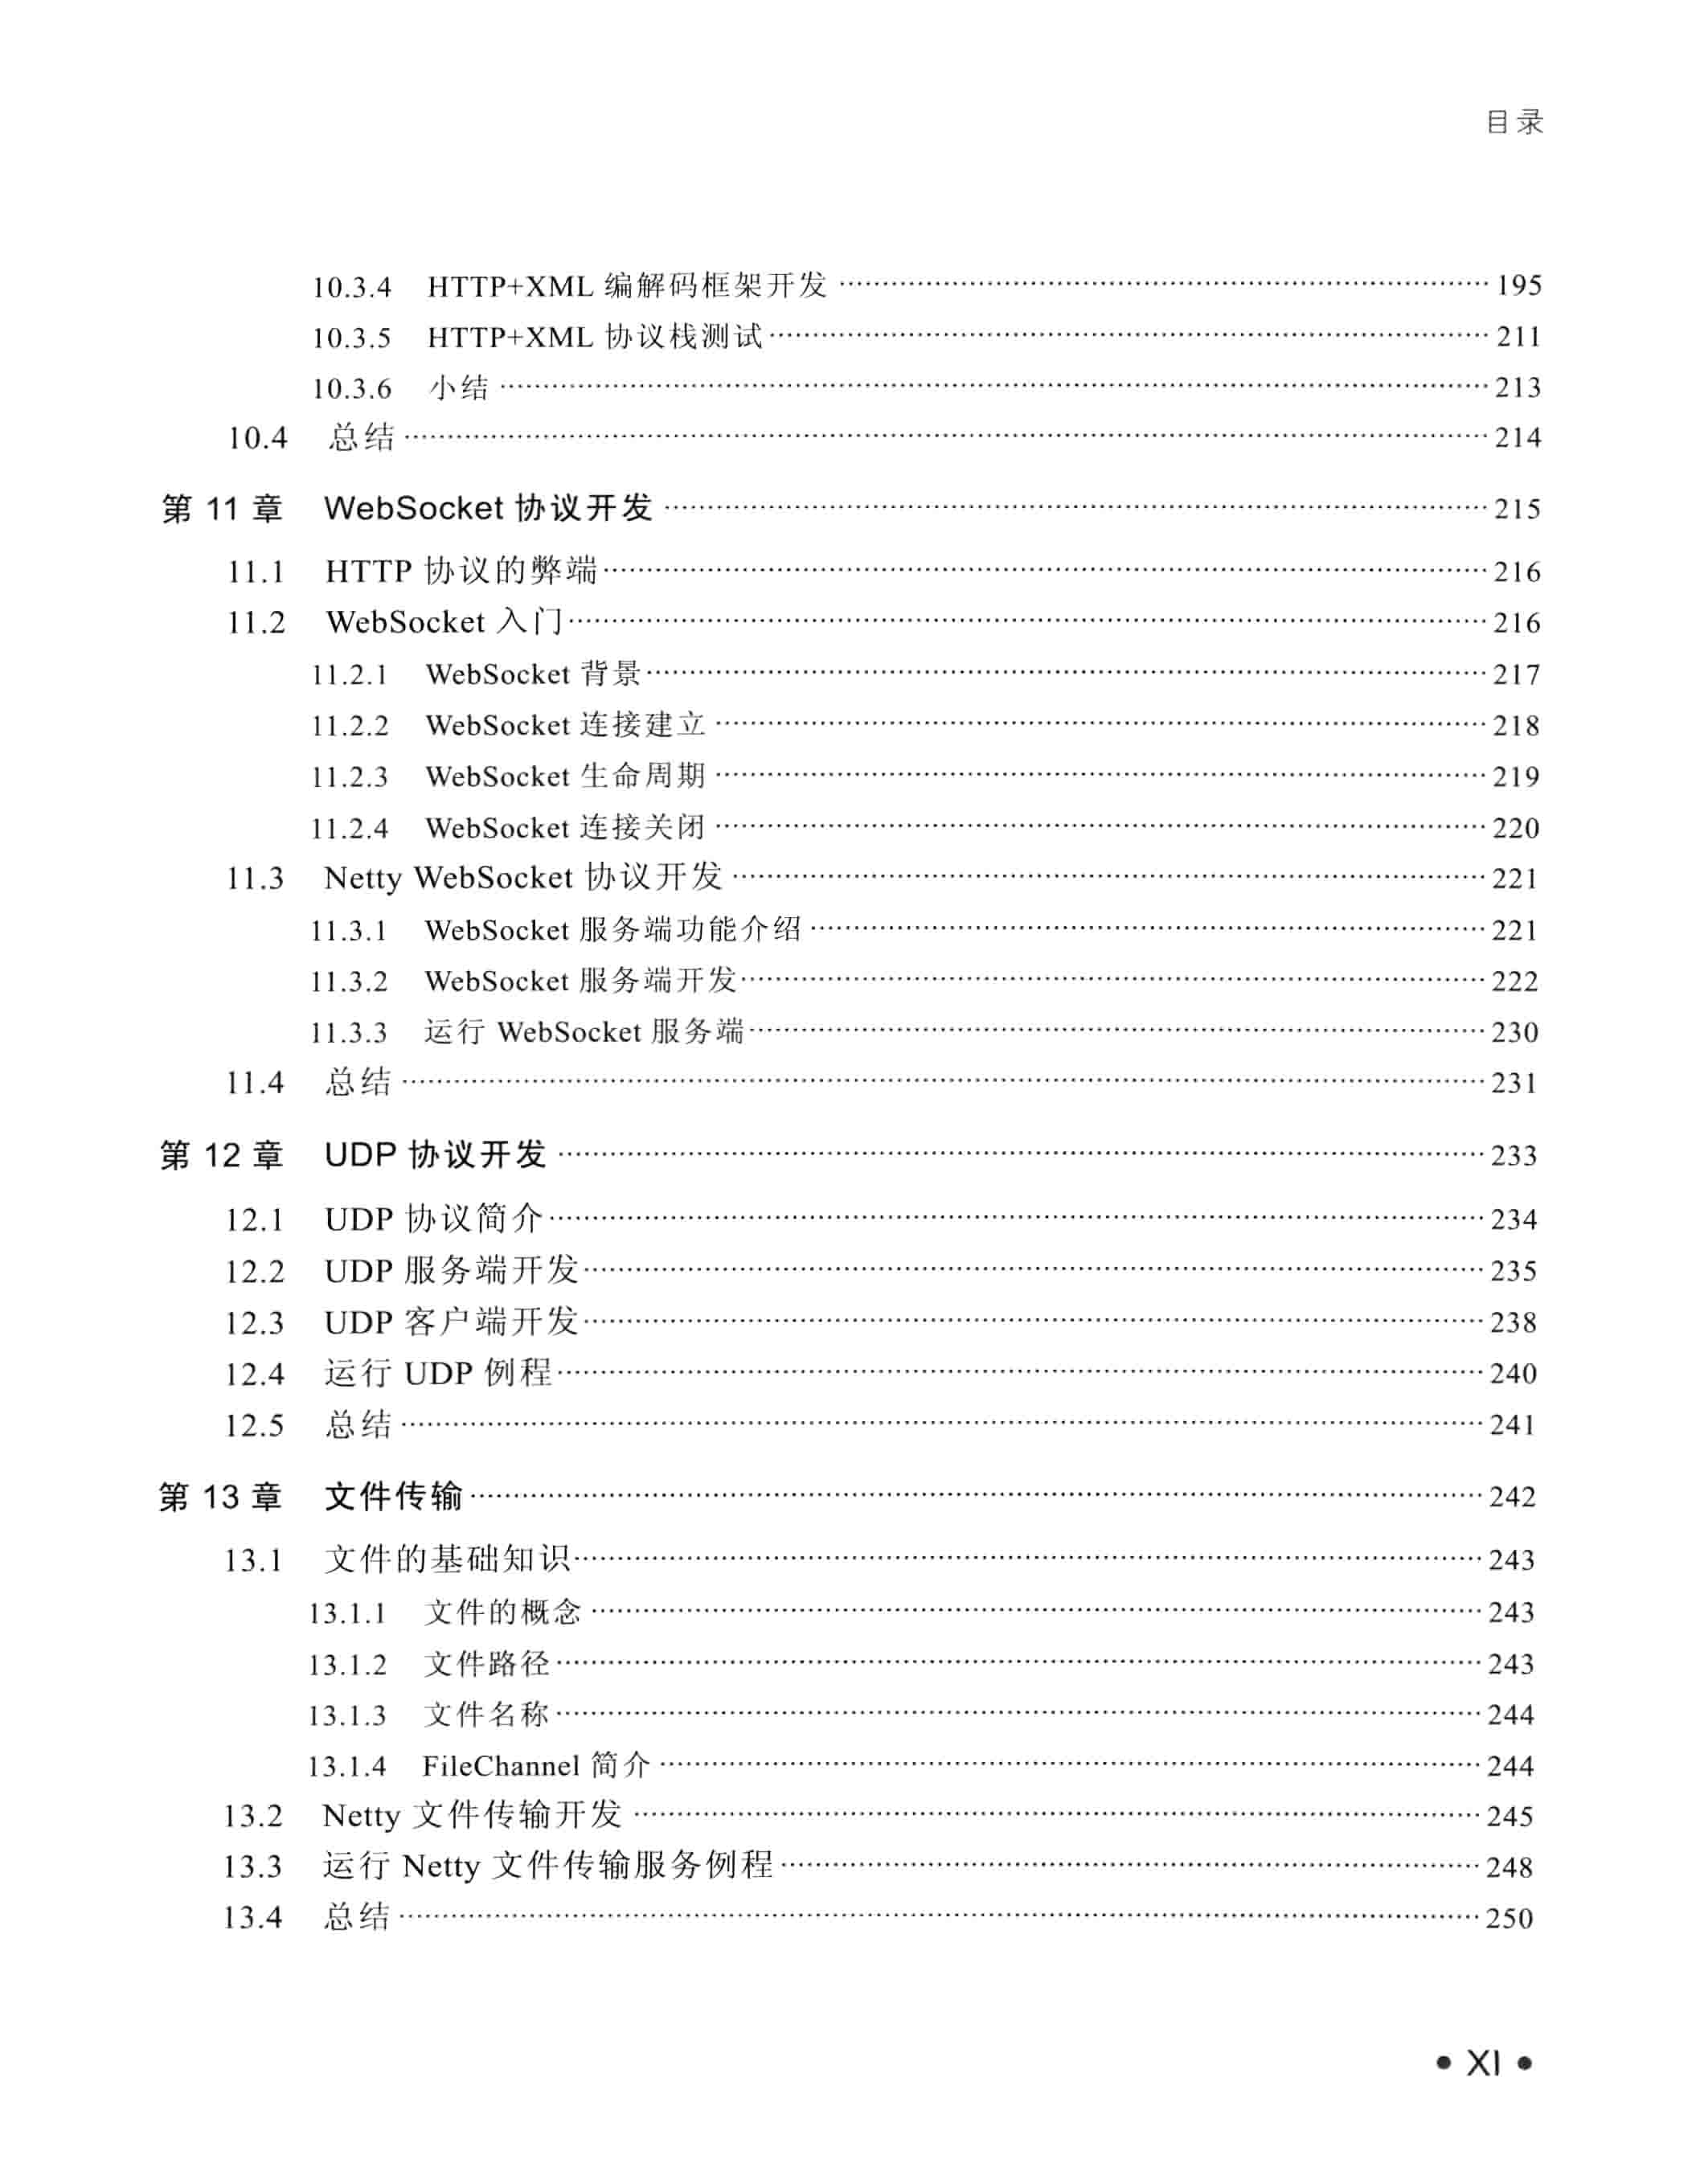 目录
10.3.4 HTTP+XML 编解码框架开发 195
10.3.5 HTTP+XML 协议栈测试 211
10.3.6 小结 213
10.4 总结 214
第 11 章 WebSocket 协议开发 215
11.1 HTTP 协议的弊端 216
11.2 WebSocket 入门 216
11.2.1 WebSocket 背景 217
11.2.2 WebSocket 连接建立 218
11.2.3 WebSocket 生命周期 219
11.2.4 WebSocket 连接关闭 220
11.3 Netty WebSocket 协议开发 221
11.3.1 WebSocket 服务端功能介绍 221
11.3.2 WebSocket 服务端开发 222
11.3.3 运行 WebSocket 服务端 230
11.4 总结 231
第 12 章 UDP 协议开发 233
12.1 UDP 协议简介 234
12.2 UDP 服务端开发 235
12.3 UDP 客户端开发 238
12.4 运行 UDP 例程 240
12.5 总结 241
第 13 章 文件传输 242
13.1 文件的基础知识 243
13.1.1 文件的概念 243
13.1.2 文件路径 243
13.1.3 文件名称 244
13.1.4 FileChannel 简介 244
13.2 Netty 文件传输开发 245
13.3 运行 Netty 文件传输服务例程 248
13.4 总结 250
• XI •